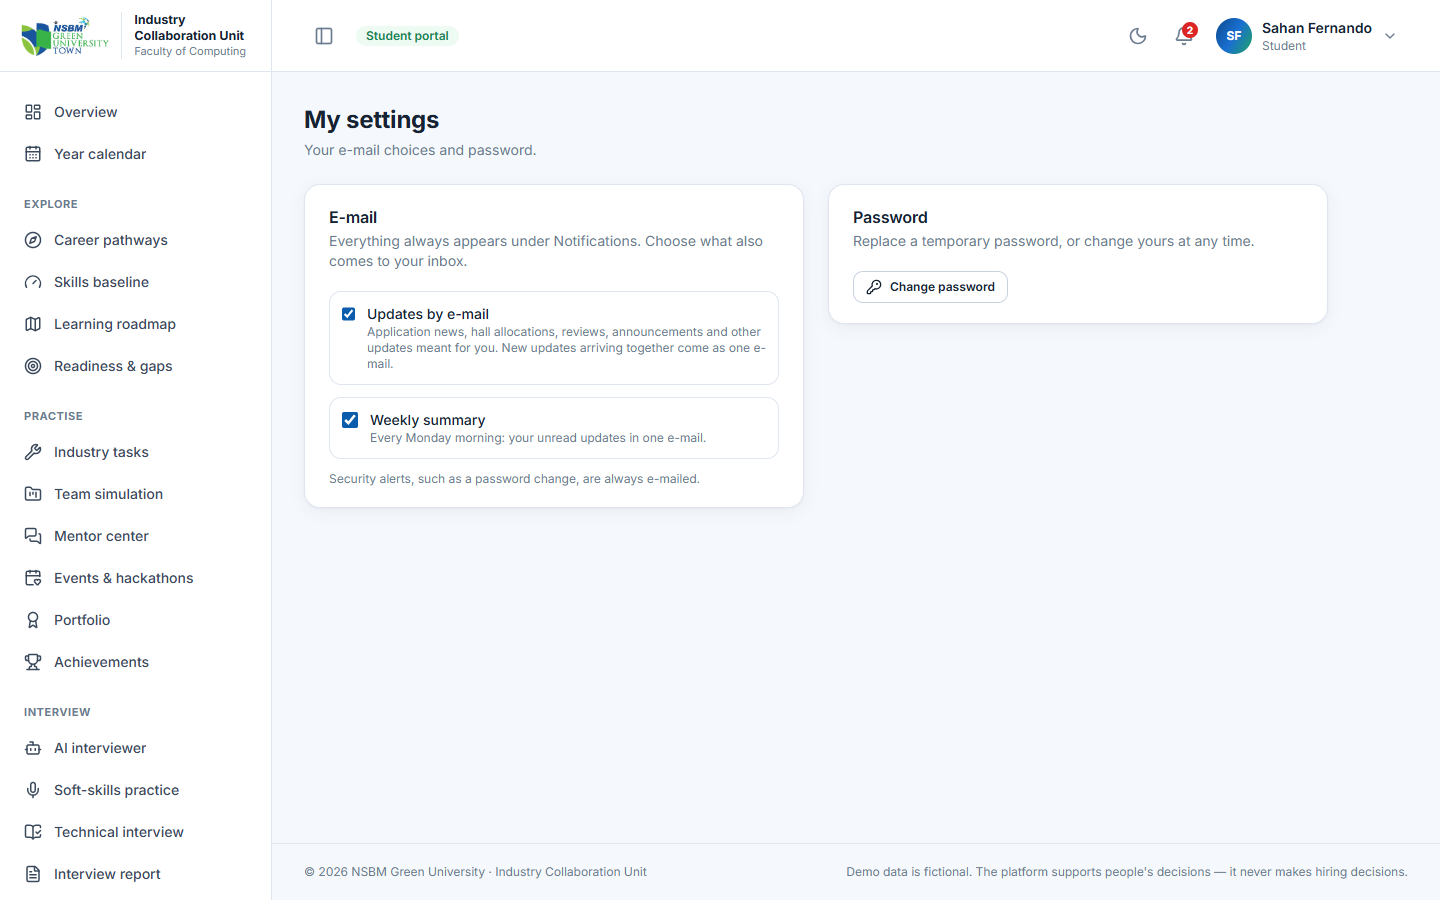 NSBM
GREEN
UNIVERSITY
TOWN
Industry
Collaboration Unit
Faculty of Computing
Student portal
2
SF
Sahan Fernando
Student
Overview
Year calendar
EXPLORE
Career pathways
Skills baseline
Learning roadmap
Readiness & gaps
PRACTISE
Industry tasks
Team simulation
Mentor center
Events & hackathons
Portfolio
Achievements
INTERVIEW
AI interviewer
Soft-skills practice
Technical interview
Interview report
My settings
Your e-mail choices and password.
E-mail
Everything always appears under Notifications. Choose what also
comes to your inbox.
Updates by e-mail
Application news, hall allocations, reviews, announcements and other
updates meant for you. New updates arriving together come as one e-
mail.
Weekly summary
Every Monday morning: your unread updates in one e-mail.
Security alerts, such as a password change, are always e-mailed.
Password
Replace a temporary password, or change yours at any time.
Change password
© 2026 NSBM Green University · Industry Collaboration Unit
Demo data is fictional. The platform supports people's decisions — it never makes hiring decisions.